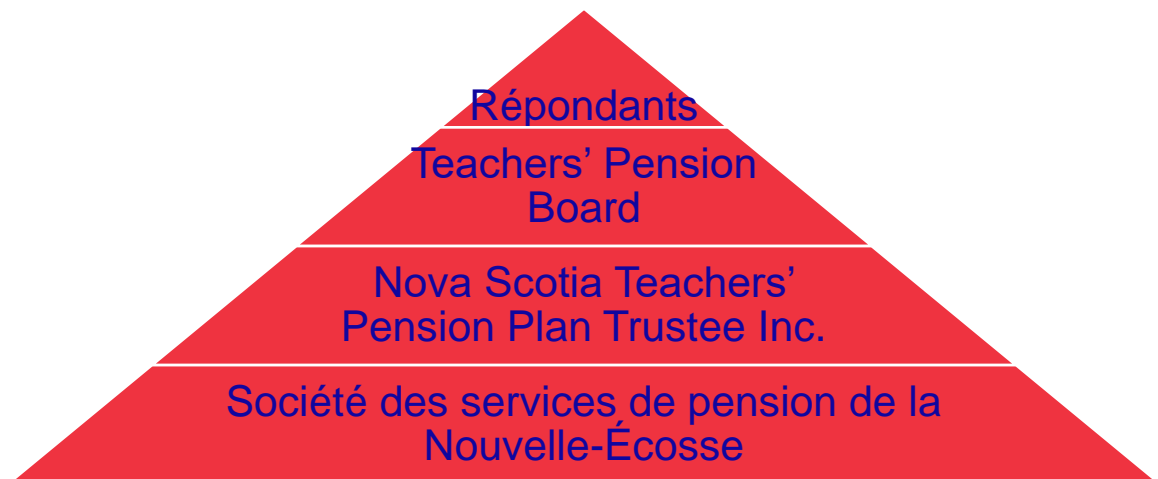 Répondants
Teachers’ Pension
Board
Nova Scotia Teachers’
Pension Plan Trustee Inc.
Société des services de pension de la
Nouvelle-Écosse